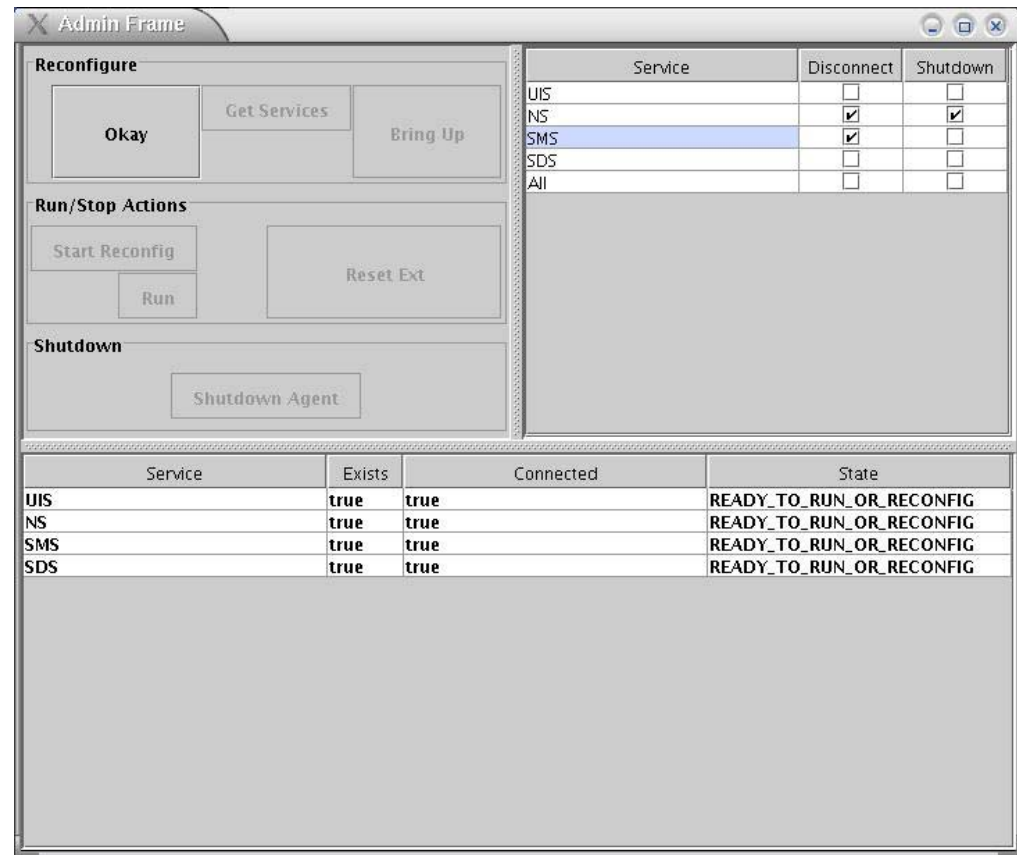 Admin Frame
Reconfigure
Okay
Get Services
Bring Up
Run/Stop Actions
Start Reconfig
Run
Reset Ext
Shutdown
Shutdown Agent
Service Disconnect Shutdown
UIS
NS
SMS
SDS
All
Service Exists Connected State
UIS true true READY_TO_RUN_OR_RECONFIG
NS true true READY_TO_RUN_OR_RECONFIG
SMS true true READY_TO_RUN_OR_RECONFIG
SDS true true READY_TO_RUN_OR_RECONFIG